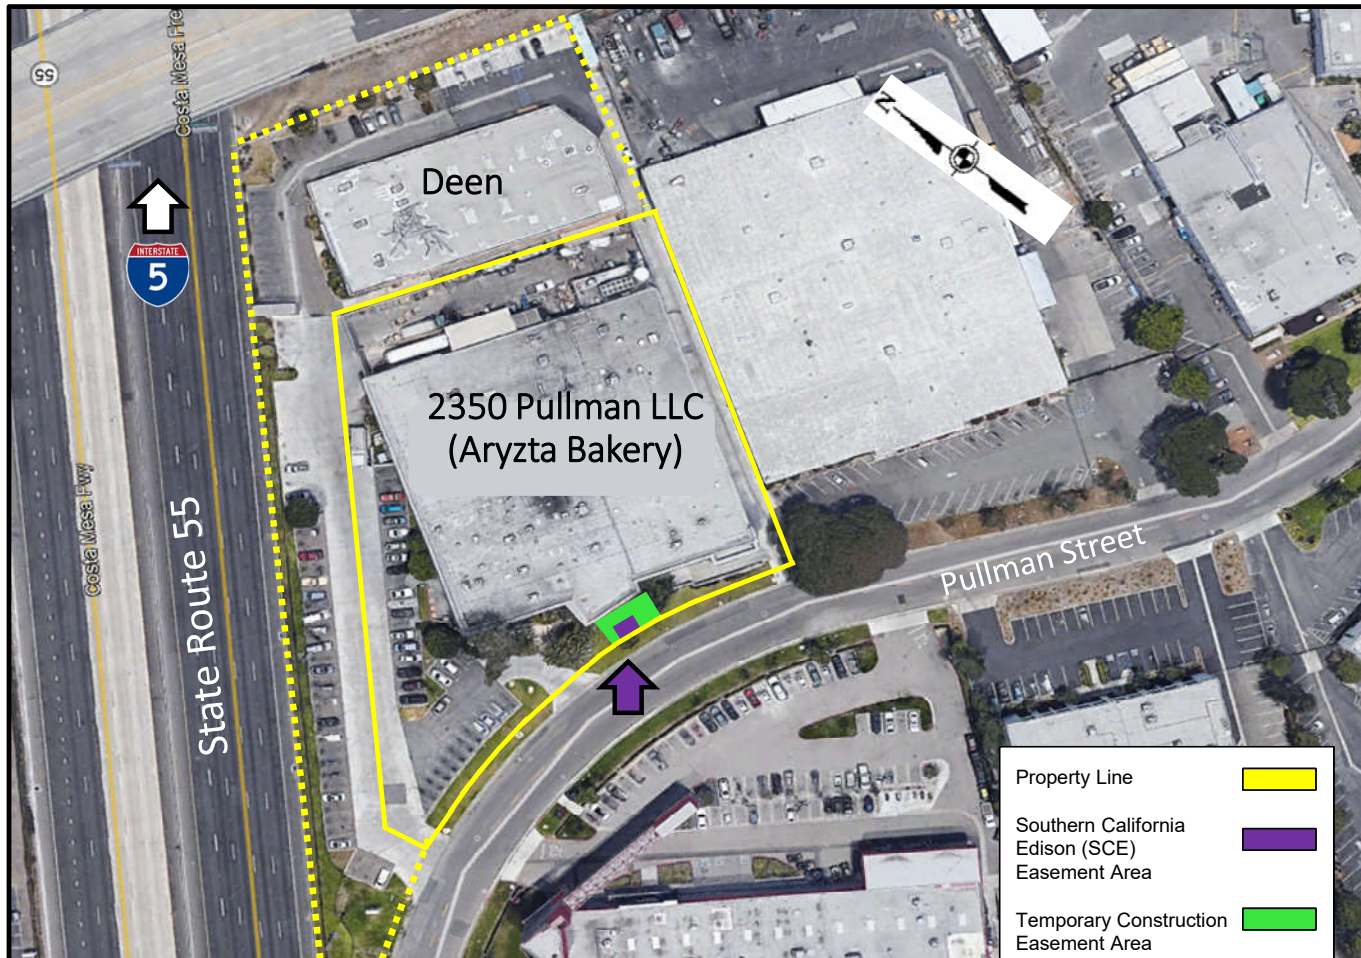 55
Costa Mesa Fre
N
Deen
INTERSTATE
5
2350 Pullman LLC
(Aryzta Bakery)
Costa Mesa Fwy
State Route 55
Pullman Street
Property Line
Southern California
Edison (SCE)
Easement Area
Temporary Construction
Easement Area